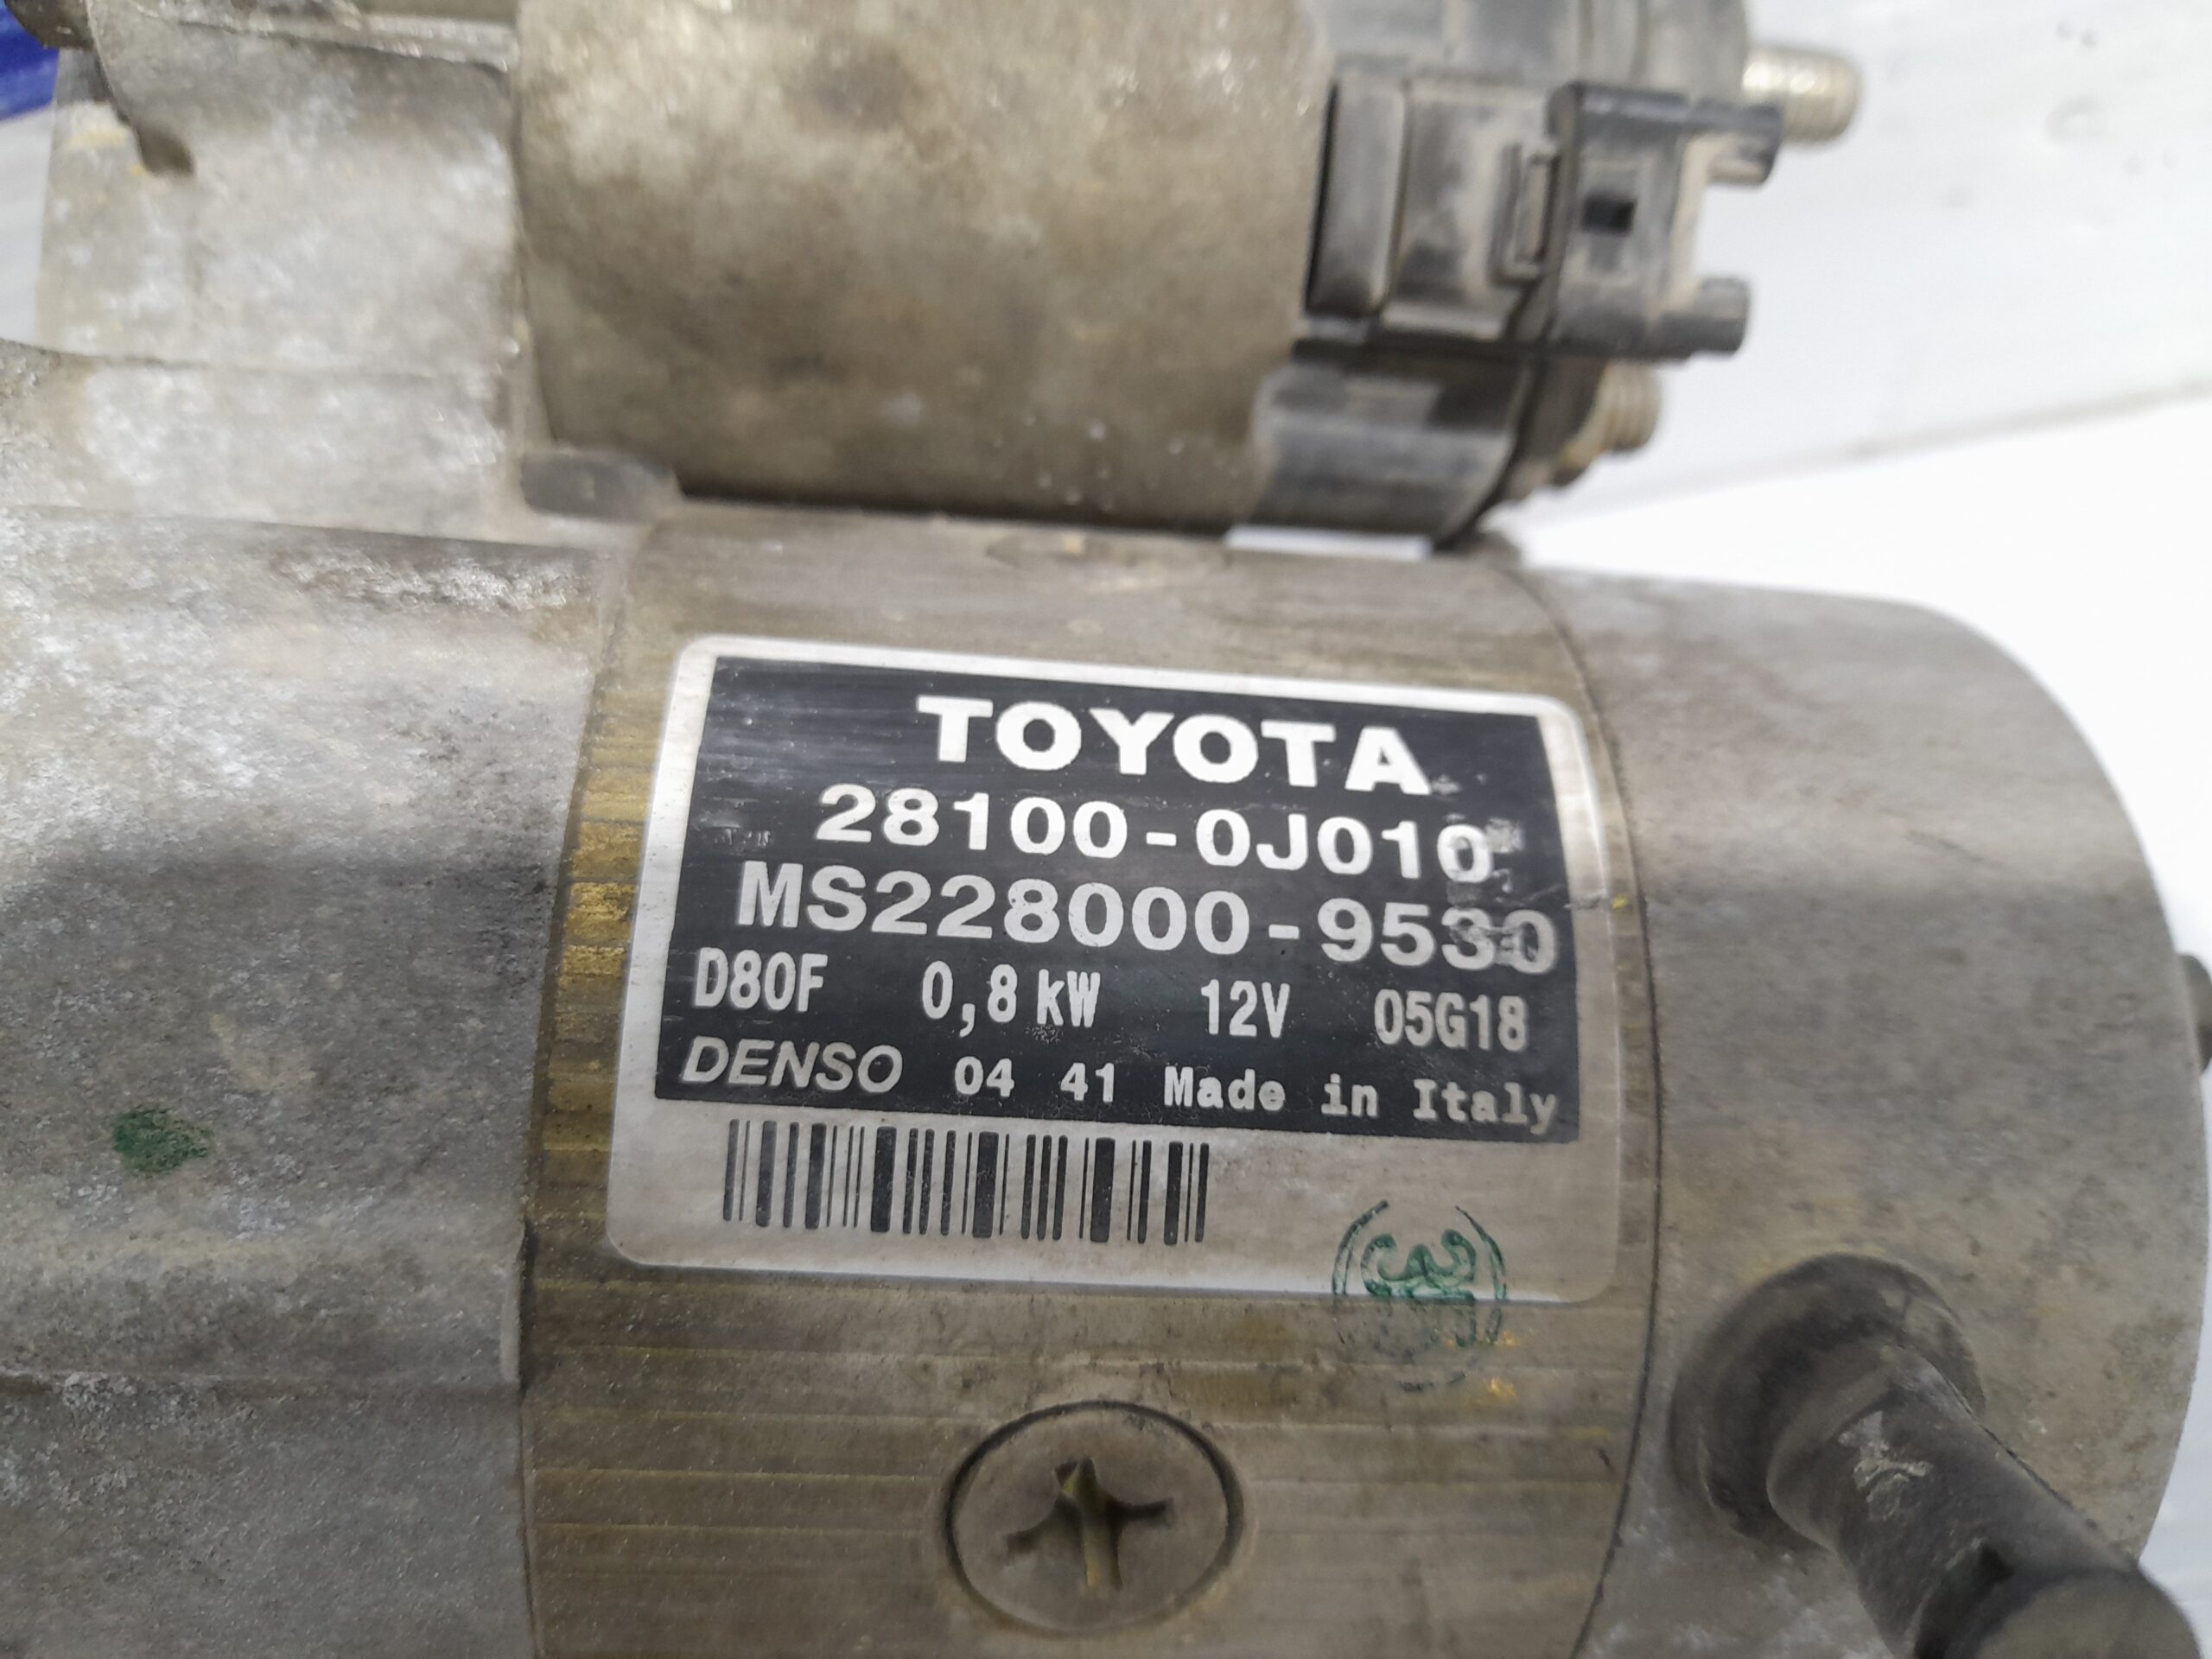 TOYOTA
28100-0J010
MS228000-9530
D80F 0,8 kW 12V 05G18
DENSO 04 41 Made in Italy